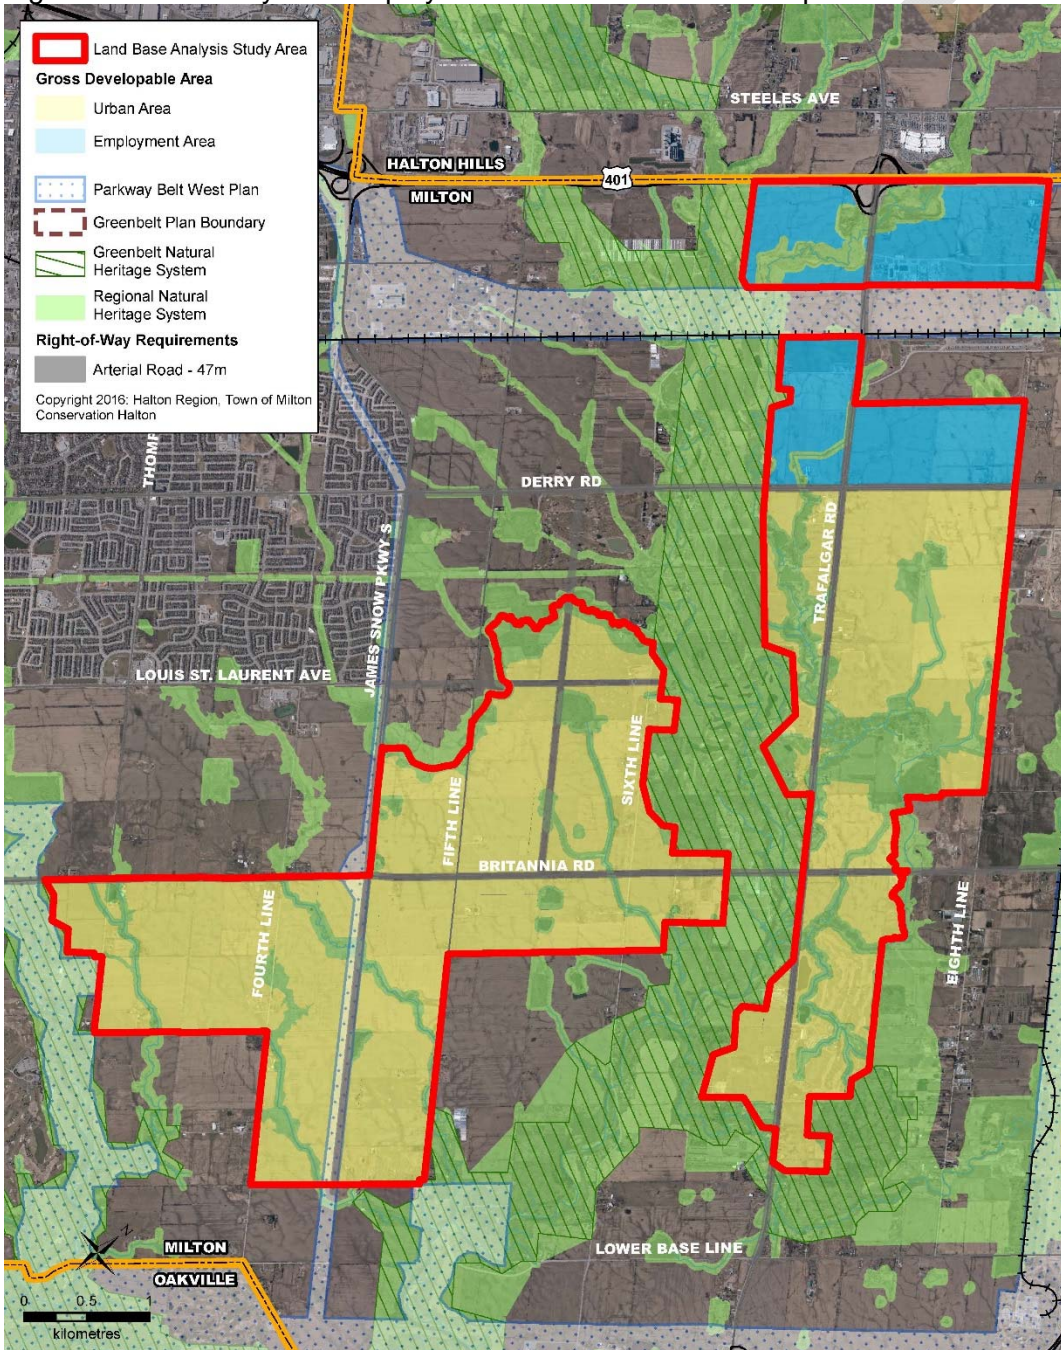 Land Base Analysis Study Area
Gross Developable Area
Urban Area
Employment Area
Parkway Belt West Plan
Greenbelt Plan Boundary
Greenbelt Natural
Heritage System
Regional Natural
Heritage System
Right-of-Way Requirements
Arterial Road - 47m
Copyright 2016: Halton Region, Town of Milton
Conservation Halton
STEELES AVE
HALTON HILLS
401
MILTON
DERRY RD
JAMES SNOW PKWY S
TRAFALGAR RD
LOUIS ST. LAURENT AVE
SIXTH LINE
FIFTH LINE
BRITANNIA RD
FOURTH LINE
EIGHTH LINE
N
MILTON
LOWER BASE LINE
OAKVILLE
0 0.5 1
kilometres